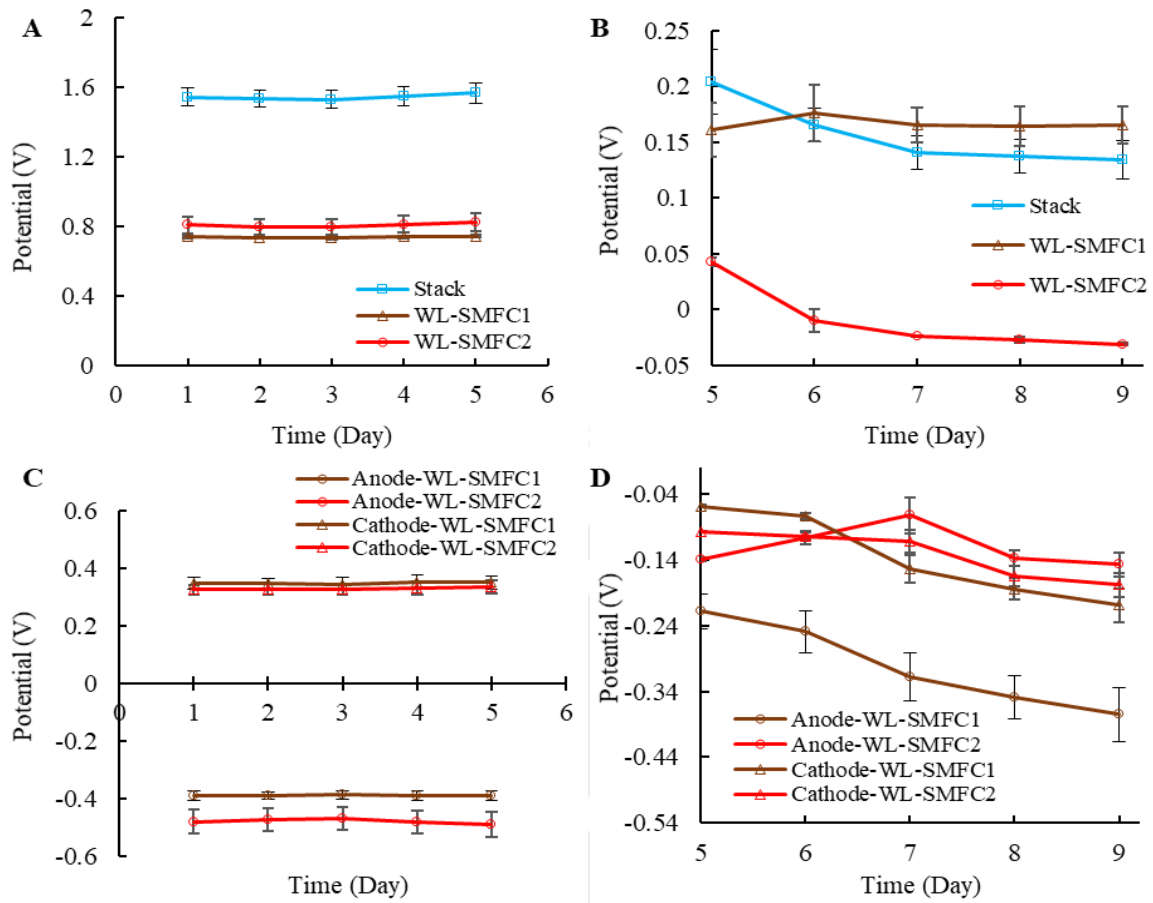 A
2
1.6
1.2
0.8
0.4
0
Potential (V)
Stack
WL-SMFC1
WL-SMFC2
0 1 2 3 4 5 6
Time (Day)
B
0.25
0.2
0.15
0.1
0.05
0
-0.05
Potential (V)
Stack
WL-SMFC1
WL-SMFC2
5 6 7 8 9
Time (Day)
C
Anode-WL-SMFC1
Anode-WL-SMFC2
Cathode-WL-SMFC1
Cathode-WL-SMFC2
0.6
0.4
0.2
0
-0.2
-0.4
-0.6
Potential (V)
0 1 2 3 4 5 6
Time (Day)
D
-0.04
-0.14
-0.24
-0.34
-0.44
-0.54
Potential (V)
Anode-WL-SMFC1
Anode-WL-SMFC2
Cathode-WL-SMFC1
Cathode-WL-SMFC2
5 6 7 8 9
Time (Day)